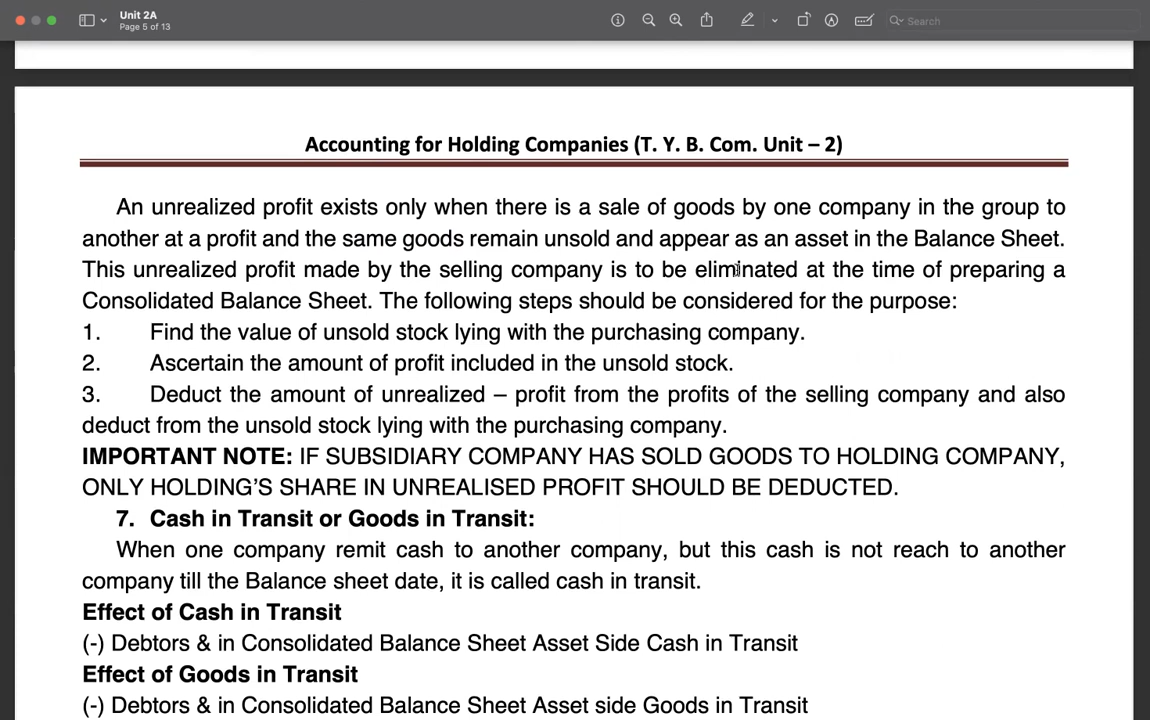 Unit 2A
Page 5 of 13
Search
Accounting for Holding Companies (T. Y. B. Com. Unit – 2)
An unrealized profit exists only when there is a sale of goods by one company in the group to
another at a profit and the same goods remain unsold and appear as an asset in the Balance Sheet.
This unrealized profit made by the selling company is to be eliminated at the time of preparing a
Consolidated Balance Sheet. The following steps should be considered for the purpose:
1. Find the value of unsold stock lying with the purchasing company.
2. Ascertain the amount of profit included in the unsold stock.
3. Deduct the amount of unrealized – profit from the profits of the selling company and also
deduct from the unsold stock lying with the purchasing company.
IMPORTANT NOTE: IF SUBSIDIARY COMPANY HAS SOLD GOODS TO HOLDING COMPANY,
ONLY HOLDING'S SHARE IN UNREALISED PROFIT SHOULD BE DEDUCTED.
7. Cash in Transit or Goods in Transit:
When one company remit cash to another company, but this cash is not reach to another
company till the Balance sheet date, it is called cash in transit.
Effect of Cash in Transit
(-) Debtors & in Consolidated Balance Sheet Asset Side Cash in Transit
Effect of Goods in Transit
(-) Debtors & in Consolidated Balance Sheet Asset side Goods in Transit